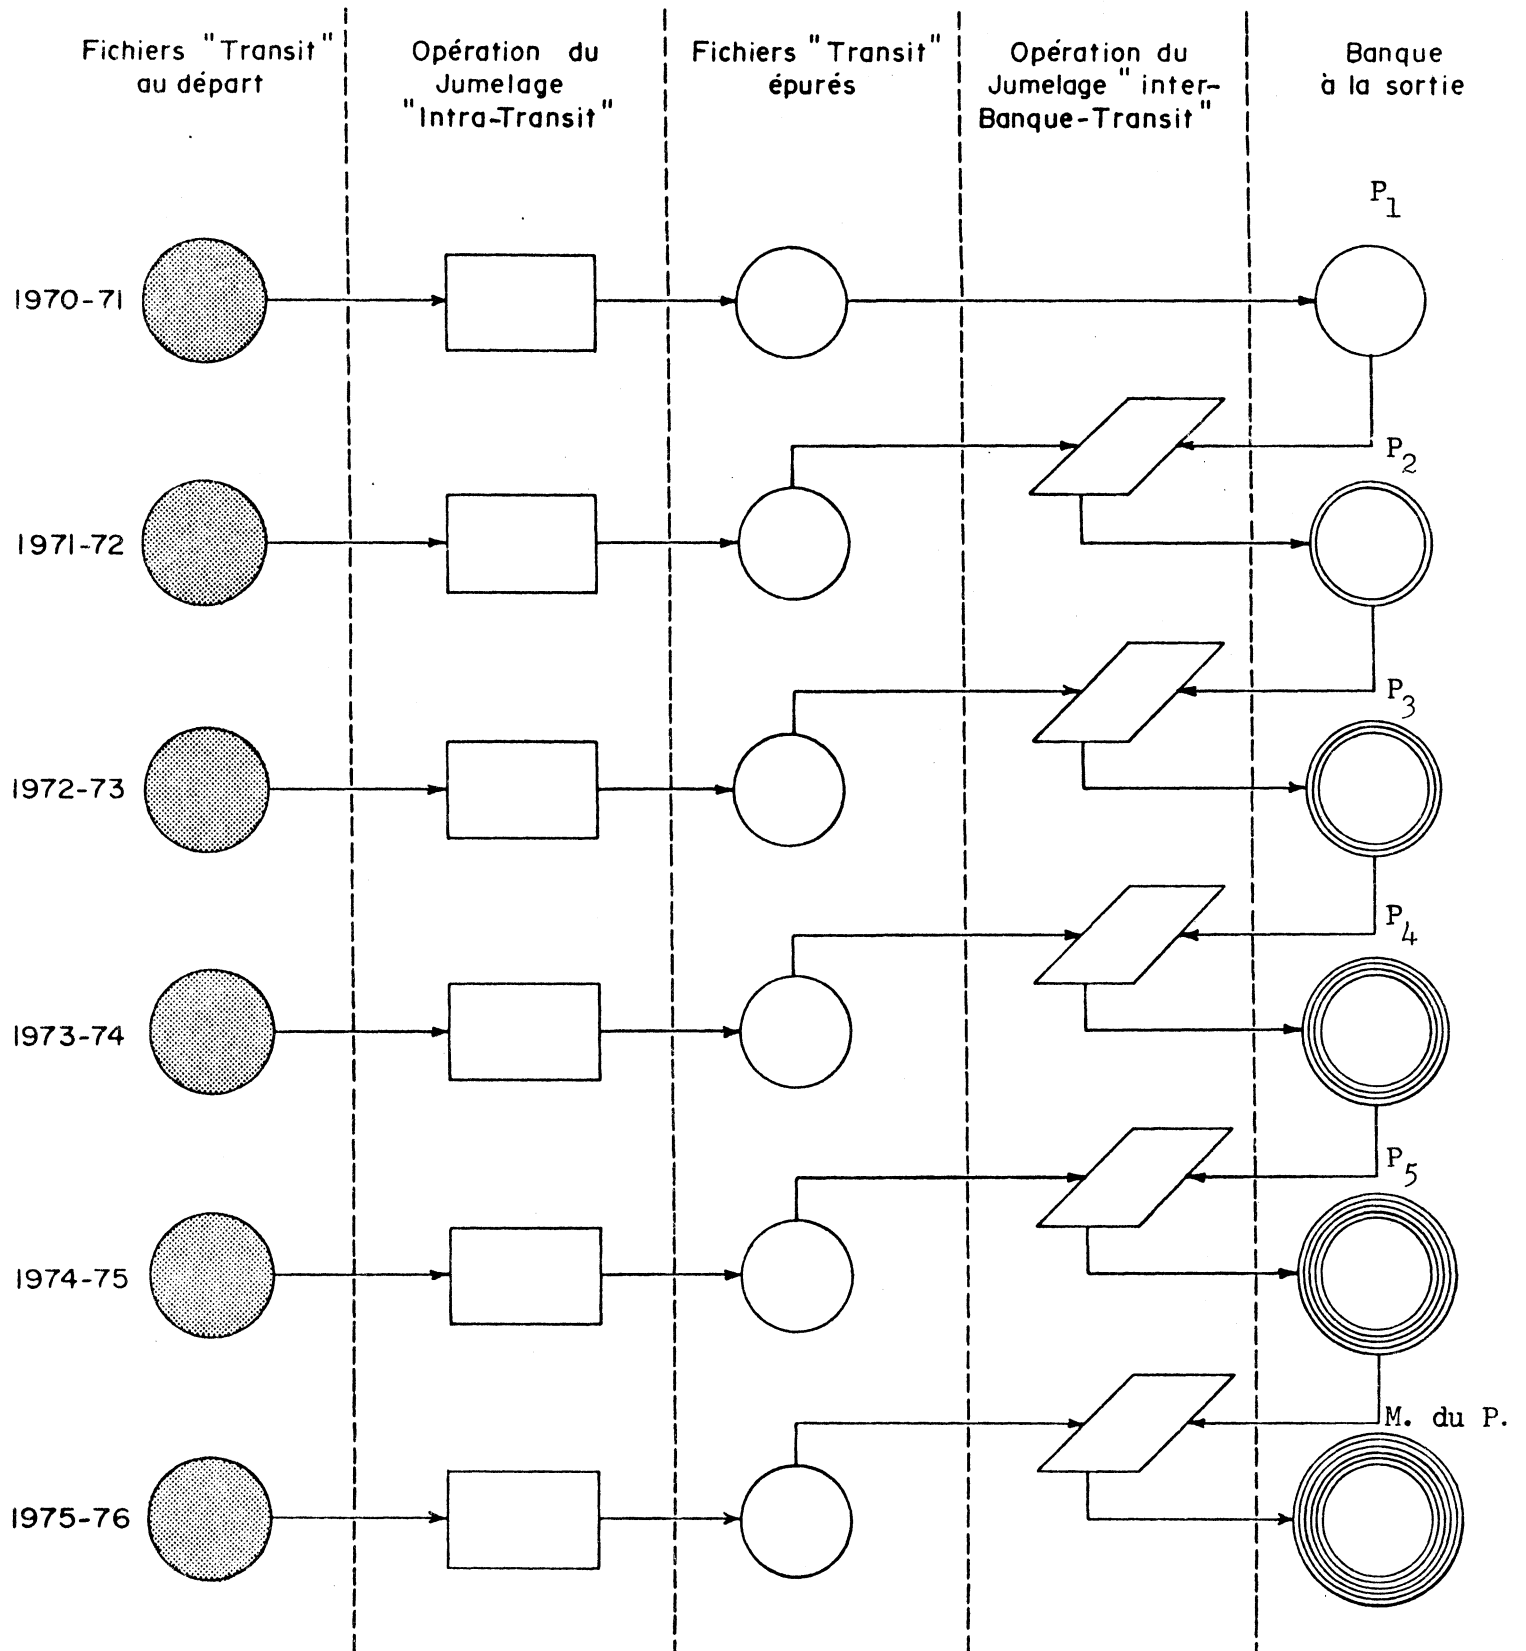 Fichiers "Transit"
au départ
Opération du
Jumelage
"Intra-Transit"
Fichiers "Transit"
épurés
Opération du
Jumelage "inter-
Banque-Transit"
Banque
à la sortie
P1
1970-71
P2
1971-72
P3
1972-73
P4
1973-74
P5
1974-75
M. du P.
1975-76